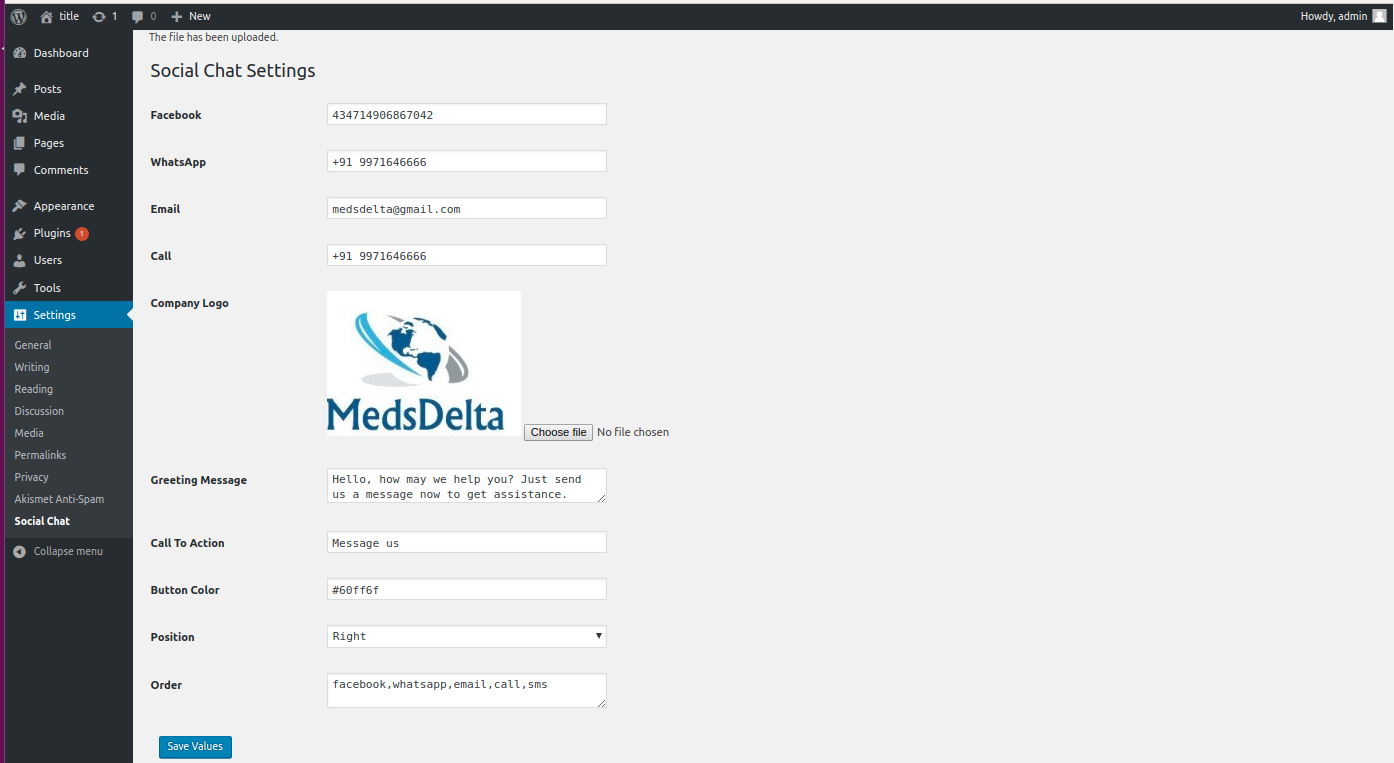 title 1 0 New Howdy, admin
The file has been uploaded.
Dashboard
Posts
Media
Pages
Comments
Appearance
Plugins 1
Users
Tools
Settings
General
Writing
Reading
Discussion
Media
Permalinks
Privacy
Akismet Anti-Spam
Social Chat
Collapse menu
Social Chat Settings
Facebook 434714906867042
WhatsApp +91 9971646666
Email medsdelta@gmail.com
Call +91 9971646666
Company Logo
MedsDelta
Choose file No file chosen
Greeting Message Hello, how may we help you? Just send
us a message now to get assistance.
Call To Action Message us
Button Color #60ff6f
Position Right
Order facebook,whatsapp,email,call,sms
Save Values